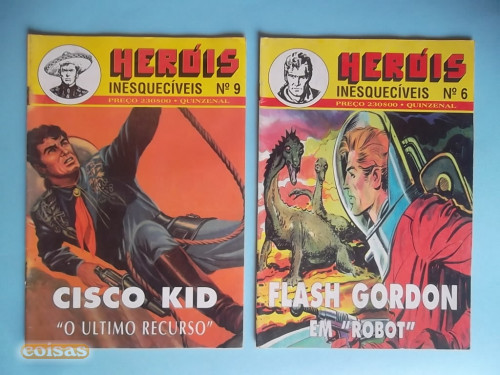 HERÓIS
INESQUECÍVEIS Nº 9
PREÇO 230$00 • QUINZENAL
CISCO KID
"O ULTIMO RECURSO"
HERÓIS
INESQUECÍVEIS Nº 6
PREÇO 230$00 • QUINZENAL
FLASH GORDON
EM "ROBOT"
coisas